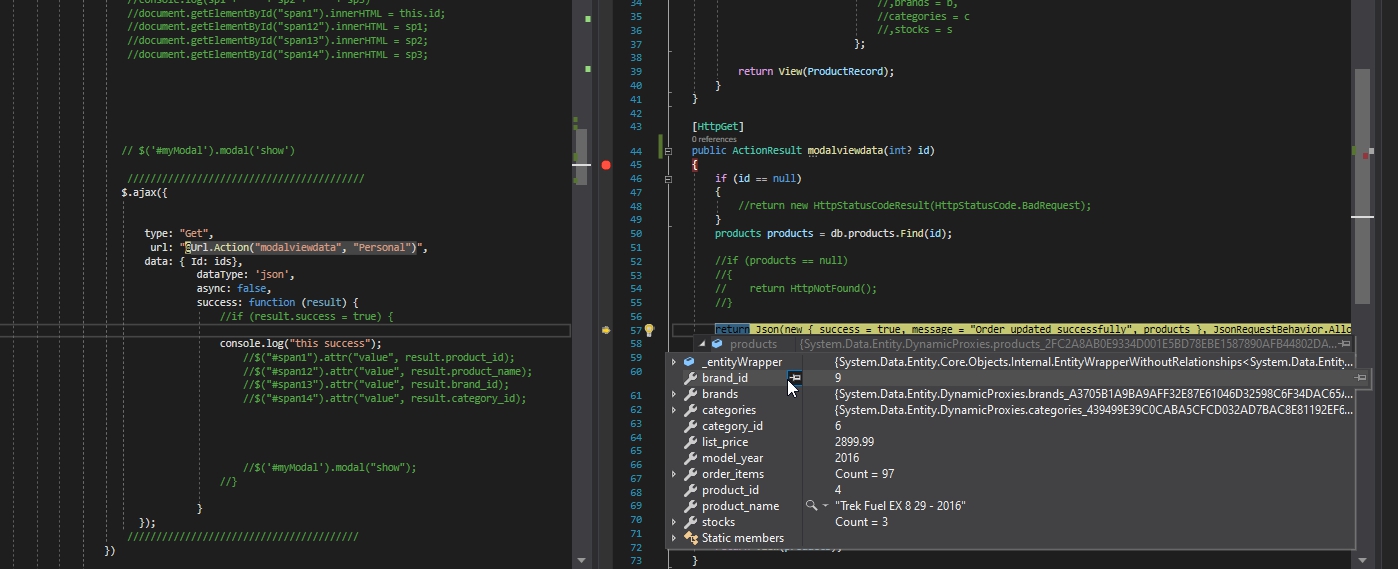 //document.getElementById("span1").innerHTML = this.id;
//document.getElementById("span12").innerHTML = sp1;
//document.getElementById("span13").innerHTML = sp2;
//document.getElementById("span14").innerHTML = sp3;
// $('#myModal').modal('show')
/////////////////////////////////////////
$.ajax({
type: "Get",
url: "@Url.Action("modalviewdata", "Personal")",
data: { Id: ids},
dataType: 'json',
async: false,
success: function (result) {
//if (result.success = true) {
console.log("this success");
//$("#span1").attr("value", result.product_id);
//$("#span12").attr("value", result.product_name);
//$("#span13").attr("value", result.brand_id);
//$("#span14").attr("value", result.category_id);
//$('#myModal').modal("show");
//}
}
});
////////////////////////////////////////
})
34 //,brands = b,
35 //categories = c
36 //,stocks = s
37 };
38
39 return View(ProductRecord);
40 }
41 }
42
43 [HttpGet]
0 references
44 public ActionResult modalviewdata(int? id)
45 {
46 if (id == null)
47 {
48 //return new HttpStatusCodeResult(HttpStatusCode.BadRequest);
49 }
50 products products = db.products.Find(id);
51
52 //if (products == null)
53 //{
54 // return HttpNotFound();
55 //}
56
57 return Json(new { success = true, message = "Order updated successfully", products }, JsonRequestBehavior.Allo
58 products {System.Data.Entity.DynamicProxies.products_2FC2A8AB0E9334D001E5BD78EBE1587890AFB44802DA...
59 _entityWrapper {System.Data.Entity.Core.Objects.Internal.EntityWrapperWithoutRelationships<System.Data.Entity...
60 brand_id 9
61 brands {System.Data.Entity.DynamicProxies.brands_A3705B1A9BA9AFF32E87E61046D32598C6F34DAC65...
62 categories {System.Data.Entity.DynamicProxies.categories_439499E39C0CABA5CFCD032AD7BAC8E81192EF6...
63 category_id 6
64 list_price 2899.99
65 model_year 2016
66
67 order_items Count = 97
68 product_id 4
69 product_name "Trek Fuel EX 8 29 - 2016"
70 stocks Count = 3
71 Static members
72
73 }